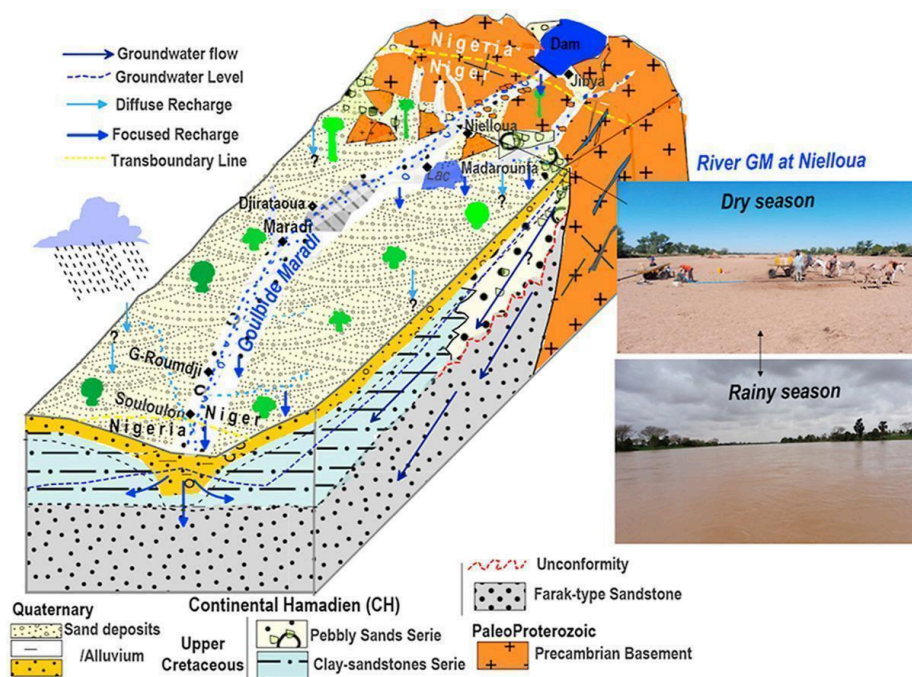 Groundwater flow
Groundwater Level
Diffuse Recharge
Focused Recharge
Transboundary Line
Nigeria
Niger
Dam
Jibya
Nielloua
Lac
Madarounfa
Djirataoua
Maradi
Goulbi de Maradi
G-Roumdji
Souloulou
Niger
Nigeria
?
?
?
?
?
River GM at Nielloua
Dry season
Rainy season
Quaternary
Sand deposits
/Alluvium
Continental Hamadien (CH)
Upper
Cretaceous
Pebbly Sands Serie
Clay-sandstones Serie
Unconformity
Farak-type Sandstone
PaleoProterozoic
Precambrian Basement